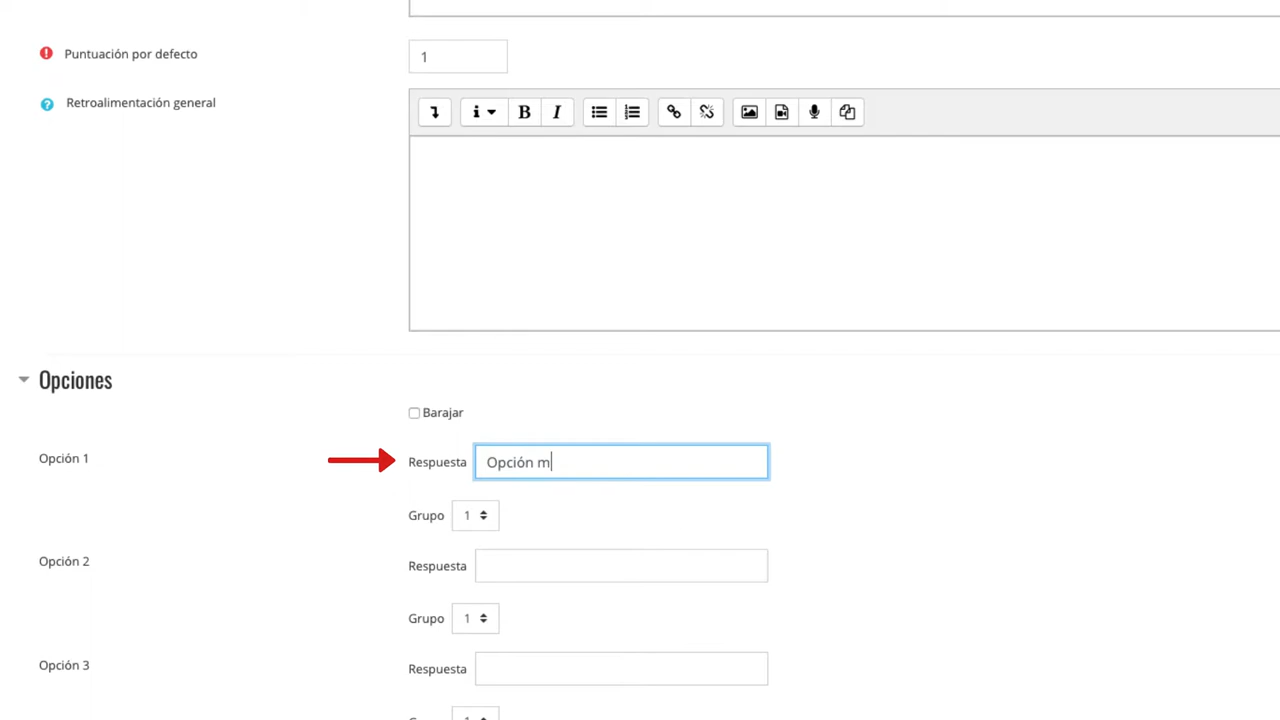 Puntuación por defecto
1
Retroalimentación general
i B I
Opciones
Barajar
Opción 1
Respuesta Opción m
Grupo 1
Opción 2
Respuesta
Grupo 1
Opción 3
Respuesta